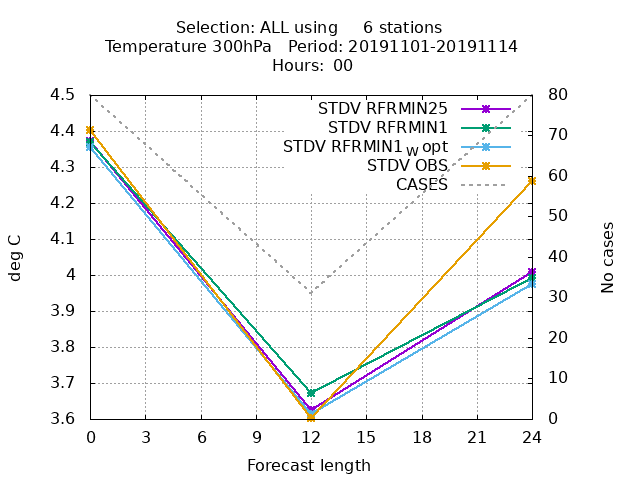 Selection: ALL using     6 stations
Temperature 300hPa   Period: 20191101-20191114
Hours:  00
4.5
4.4
4.3
4.2
4.1
4
3.9
3.8
3.7
3.6
deg C
STDV RFRMIN25
STDV RFRMIN1
STDV RFRMIN1_W opt
STDV OBS
CASES
80
70
60
50
40
30
20
10
0
No cases
0 3 6 9 12 15 18 21 24
Forecast length